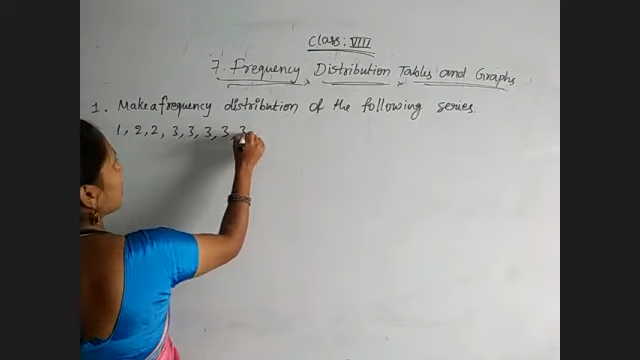 Class: VIII
7. Frequency Distribution Tables and Graphs
1. Make a frequency distribution of the following series.
1, 2, 2, 3, 3, 3, 3, 3